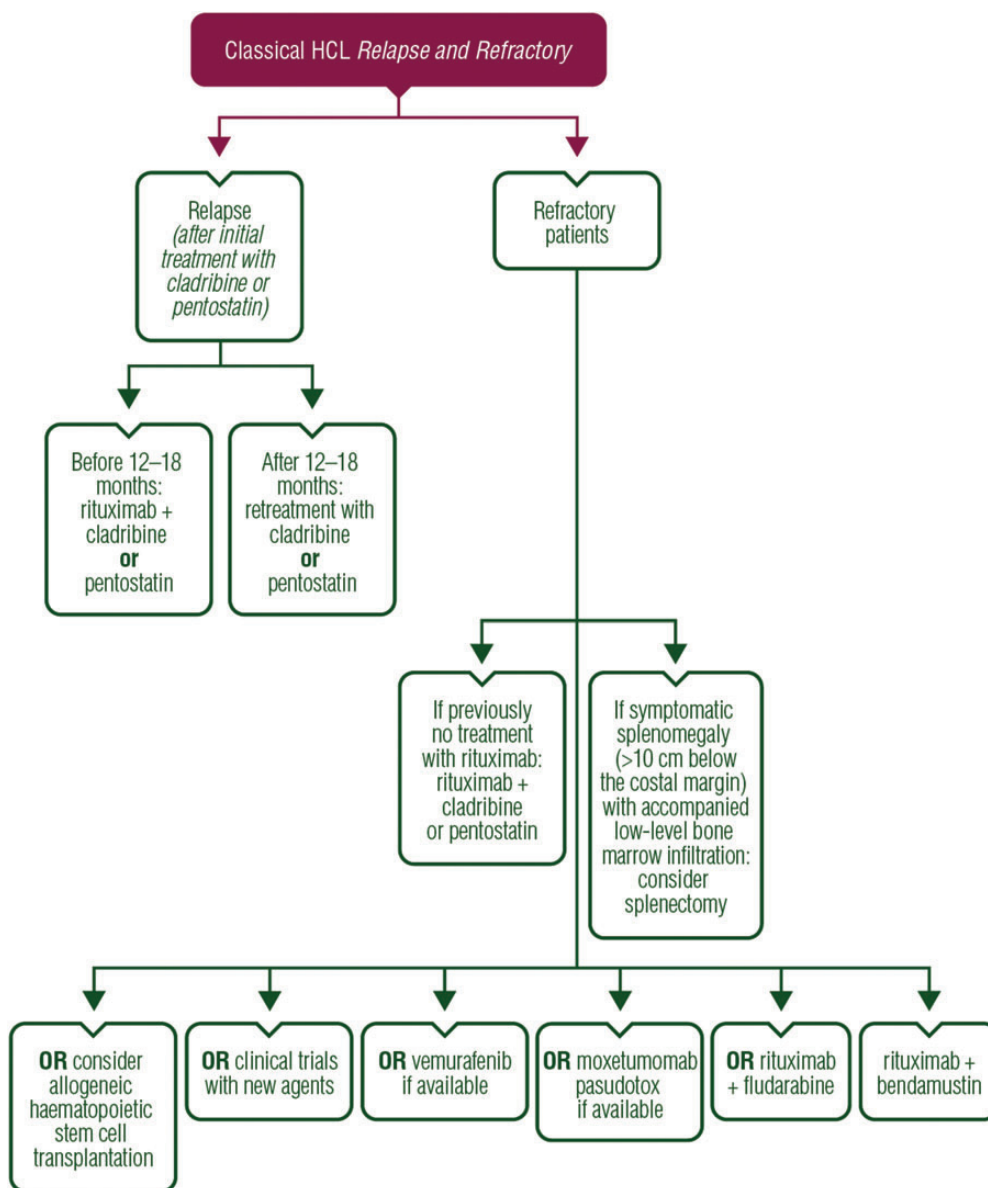 Classical HCL Relapse and Refractory
Relapse
(after initial
treatment with
cladribine or
pentostatin)
Refractory
patients
Before 12–18
months:
rituximab +
cladribine
or
pentostatin
After 12–18
months:
retreatment with
cladribine
or
pentostatin
If previously
no treatment
with rituximab:
rituximab +
cladribine
or pentostatin
If symptomatic
splenomegaly
(>10 cm below
the costal margin)
with accompanied
low-level bone
marrow infiltration:
consider
splenectomy
OR consider
allogeneic
haematopoietic
stem cell
transplantation
OR clinical trials
with new agents
OR vemurafenib
if available
OR moxetumomab
pasudotox
if available
OR rituximab
+ fludarabine
rituximab +
bendamustin